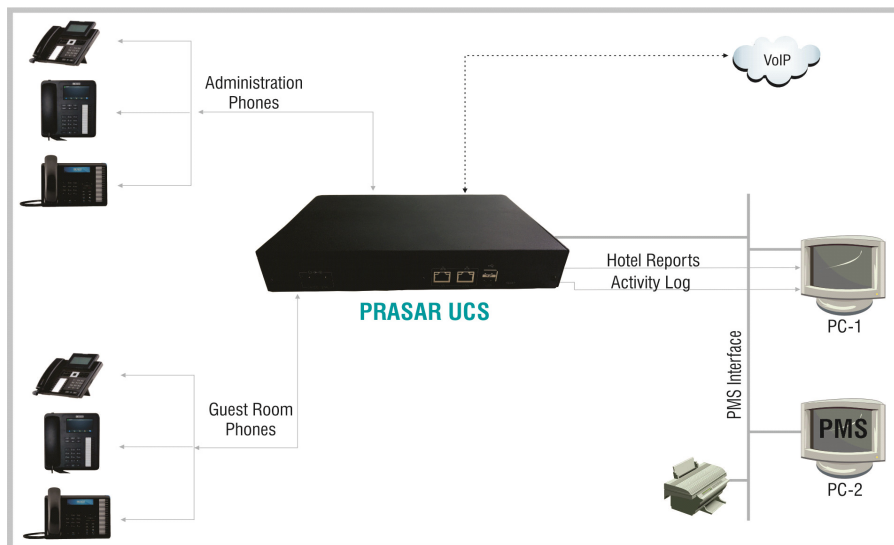 VoIP
Administration
Phones
Hotel Reports
Activity Log
PRASAR UCS
PC-1
PMS Interface
Guest Room
Phones
PMS
PC-2